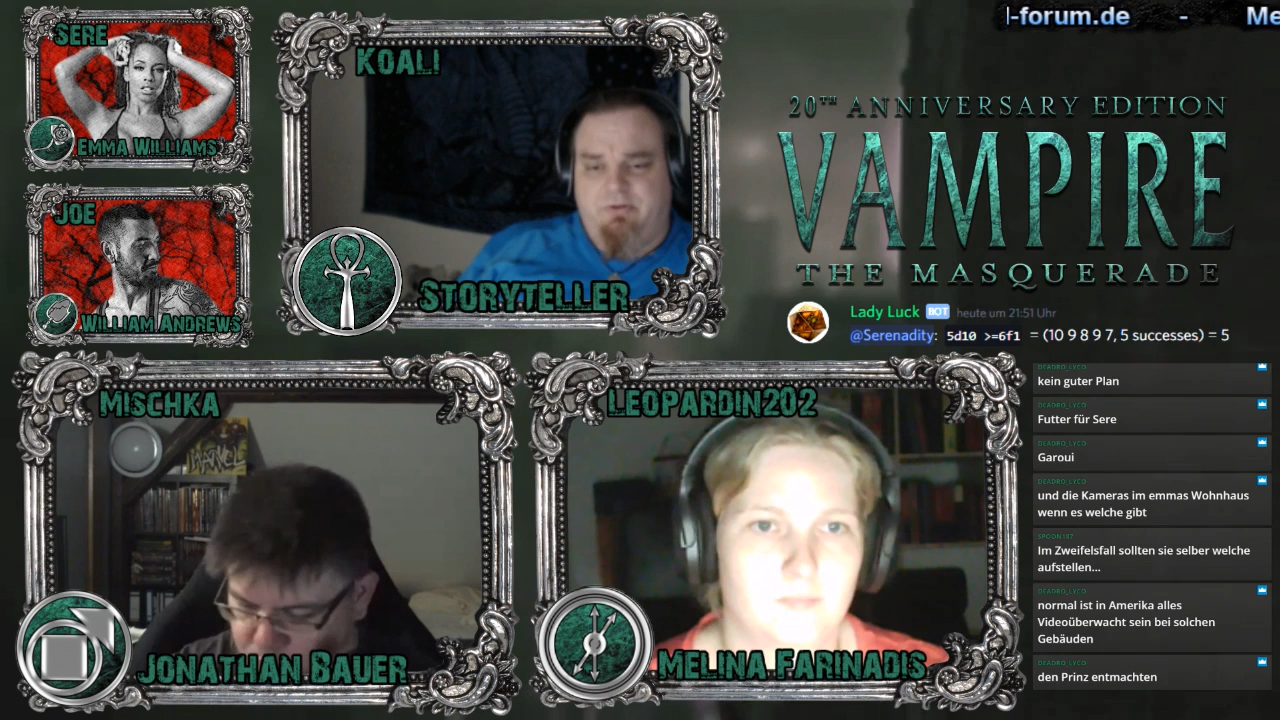 SERE
EMMA WILLIAMS
JOE
WILLIAM ANDREWS
KOALI
STORYTELLER
MISCHKA
JONATHAN BAUER
LEOPARDIN202
MELINA FARINADIS
l-forum.de - Me
20TH ANNIVERSARY EDITION
VAMPIRE
THE MASQUERADE
Lady Luck BOT heute um 21:51 Uhr
@Serenadity: 5d10 >=6f1 = (10 9 8 9 7, 5 successes) = 5
DEADRO_LYCO
kein guter Plan
DEADRO_LYCO
Futter für Sere
DEADRO_LYCO
Garoui
DEADRO_LYCO
und die Kameras im emmas Wohnhaus
wenn es welche gibt
SPOON187
Im Zweifelsfall sollten sie selber welche
aufstellen...
DEADRO_LYCO
normal ist in Amerika alles
Videoüberwacht sein bei solchen
Gebäuden
DEADRO_LYCO
den Prinz entmachten